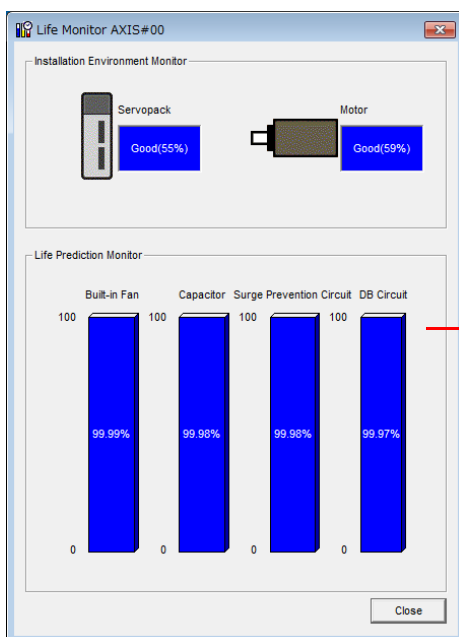 Life Monitor AXIS#00
Installation Environment Monitor
Servopack
Motor
Good(55%)
Good(59%)
Life Prediction Monitor
Built-in Fan Capacitor Surge Prevention Circuit DB Circuit
100 100 100 100
99.99% 99.98% 99.98% 99.97%
0 0 0 0
Close